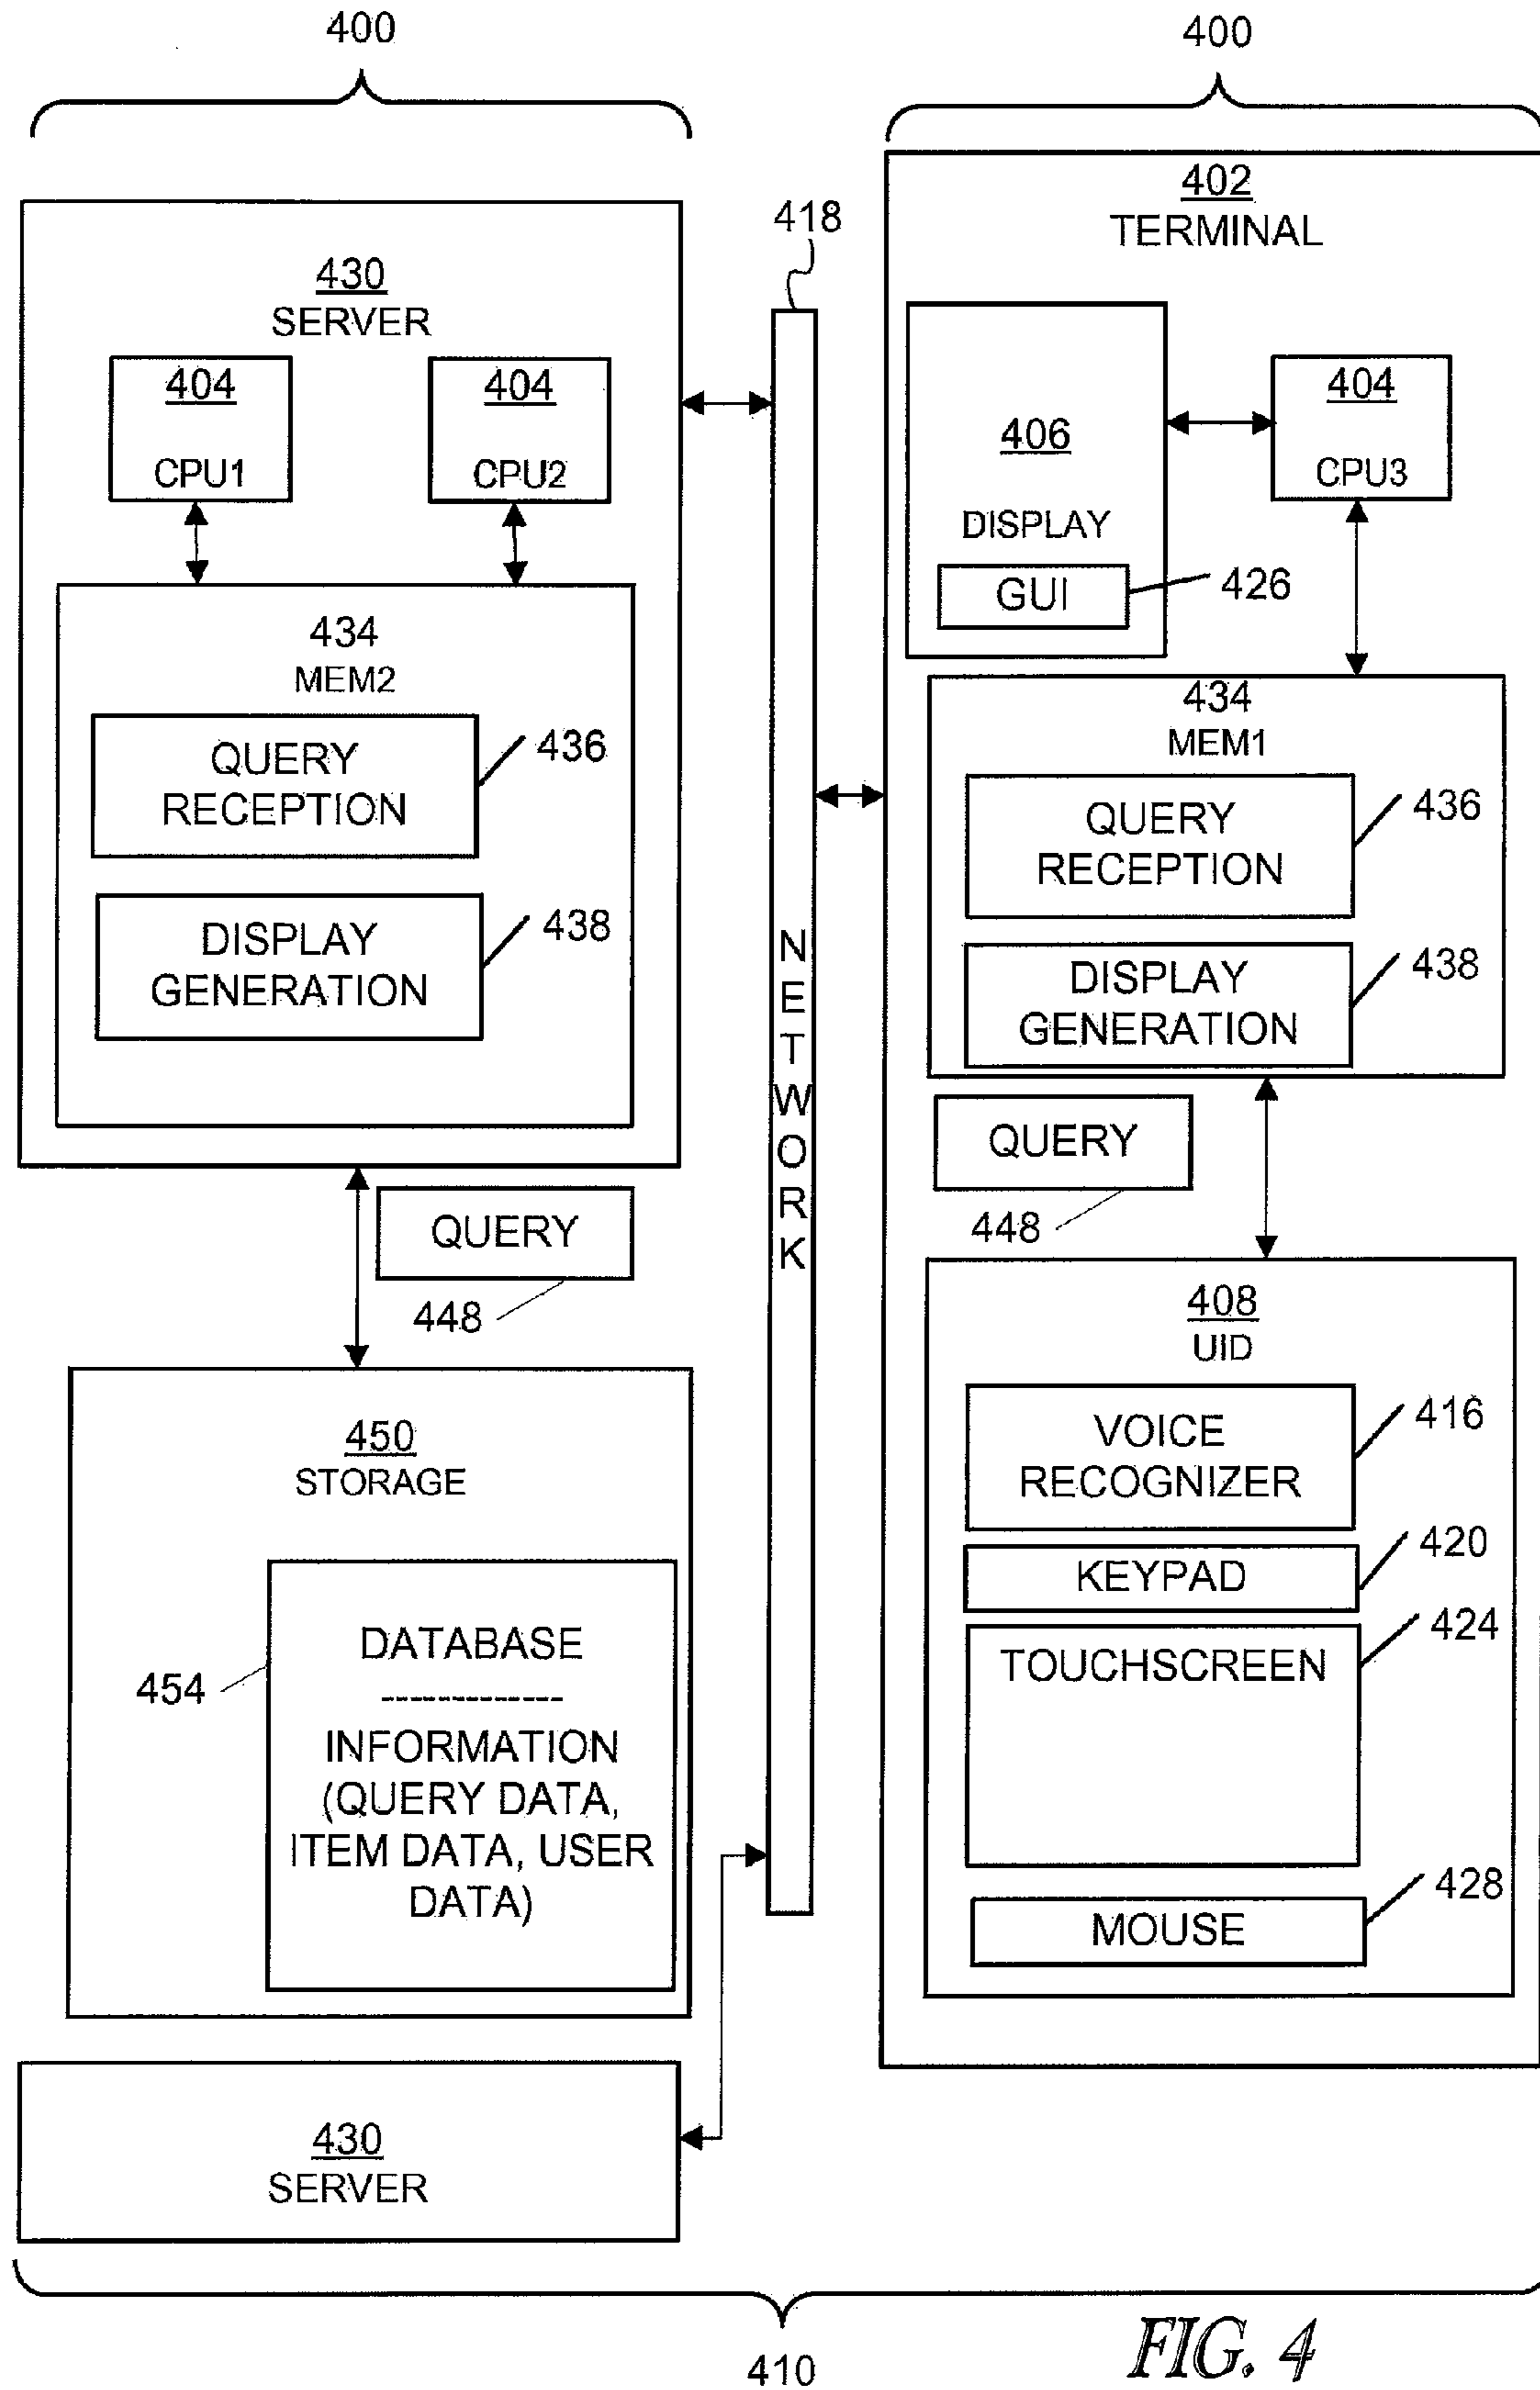 400
430
SERVER
404
CPU1
404
CPU2
434
MEM2
QUERY
RECEPTION
436
DISPLAY
GENERATION
438
QUERY
448
450
STORAGE
DATABASE
-------------
INFORMATION
(QUERY DATA,
ITEM DATA, USER
DATA)
454
430
SERVER
418
NETWORK
400
402
TERMINAL
406
DISPLAY
GUI
426
404
CPU3
434
MEM1
QUERY
RECEPTION
436
DISPLAY
GENERATION
438
QUERY
448
408
UID
VOICE
RECOGNIZER
416
KEYPAD
420
TOUCHSCREEN
424
MOUSE
428
410
FIG. 4